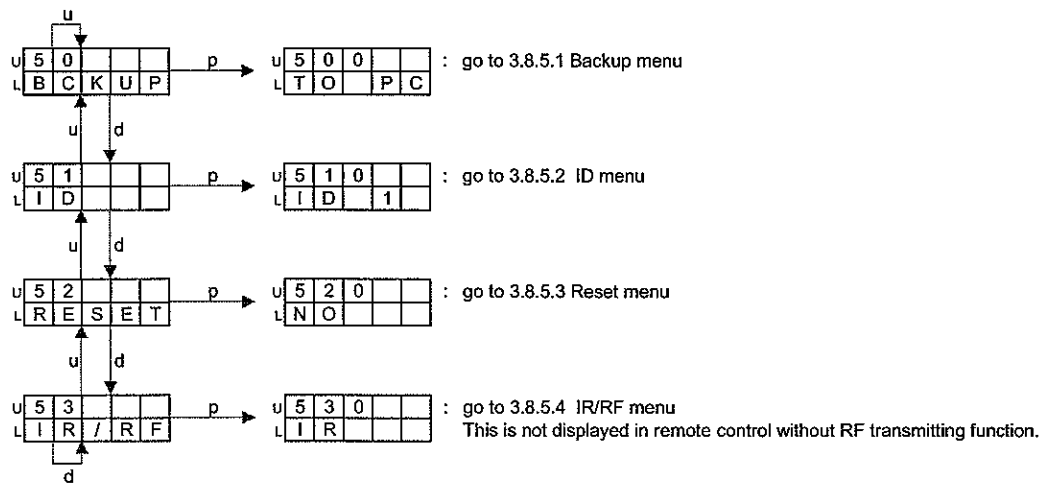 u
U 5 0 p U 5 0 0 : go to 3.8.5.1 Backup menu
L B C K U P L T O P C
u d
U 5 1 p U 5 1 0 : go to 3.8.5.2 ID menu
L I D L I D 1
u d
U 5 2 p U 5 2 0 : go to 3.8.5.3 Reset menu
L R E S E T L N O
u d
U 5 3 p U 5 3 0 : go to 3.8.5.4 IR/RF menu
L I R / R F L I R This is not displayed in remote control without RF transmitting function.
d